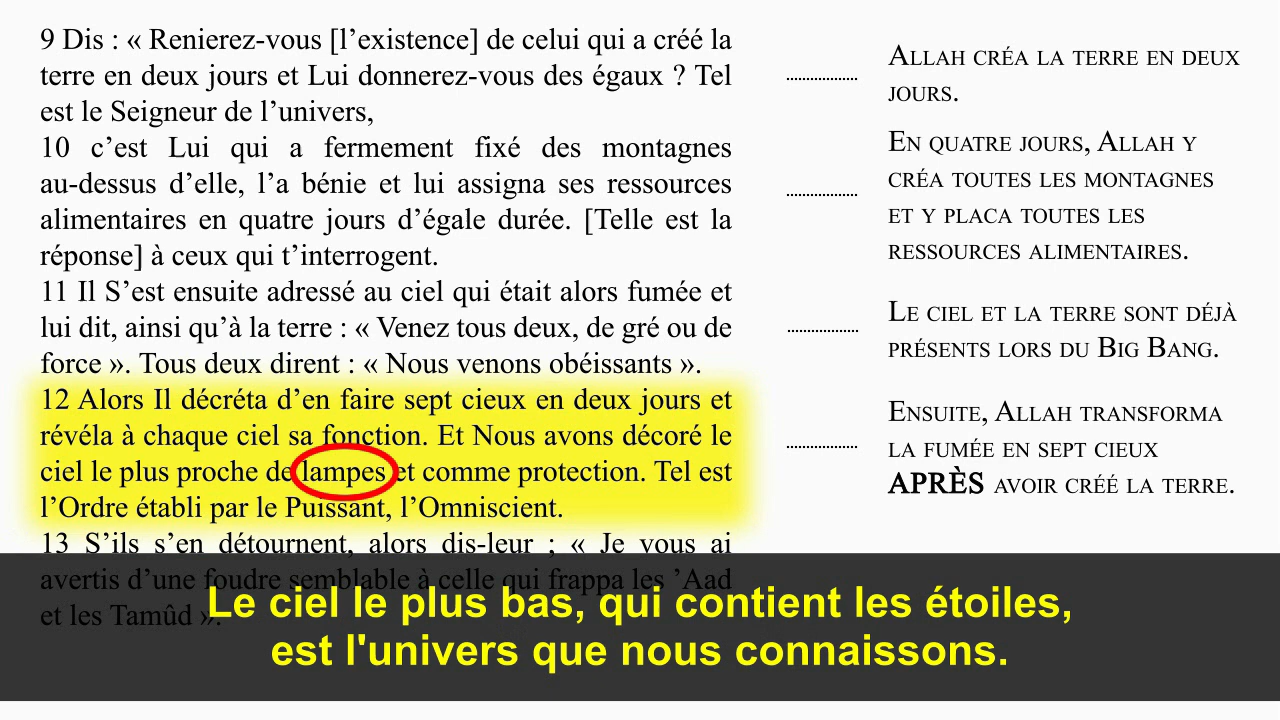 9 Dis : « Renierez-vous [l’existence] de celui qui a créé la
terre en deux jours et Lui donnerez-vous des égaux ? Tel
est le Seigneur de l’univers,
10 c’est Lui qui a fermement fixé des montagnes
au-dessus d’elle, l’a bénie et lui assigna ses ressources
alimentaires en quatre jours d’égale durée. [Telle est la
réponse] à ceux qui t’interrogent.
11 Il S’est ensuite adressé au ciel qui était alors fumée et
lui dit, ainsi qu’à la terre : « Venez tous deux, de gré ou de
force ». Tous deux dirent : « Nous venons obéissants ».
12 Alors Il décréta d’en faire sept cieux en deux jours et
révéla à chaque ciel sa fonction. Et Nous avons décoré le
ciel le plus proche de lampes et comme protection. Tel est
l’Ordre établi par le Puissant, l’Omniscient.
13 S’ils s’en détournent, alors dis-leur ; « Je vous ai
avertis d’une foudre semblable à celle qui frappa les ’Aad
et les Tamûd ».
Allah créa la terre en deux
jours.
En quatre jours, Allah y
créa toutes les montagnes
et y placa toutes les
ressources alimentaires.
Le ciel et la terre sont déjà
présents lors du Big Bang.
Ensuite, Allah transforma
la fumée en sept cieux
APRÈS avoir créé la terre.
Le ciel le plus bas, qui contient les étoiles,
est l'univers que nous connaissons.